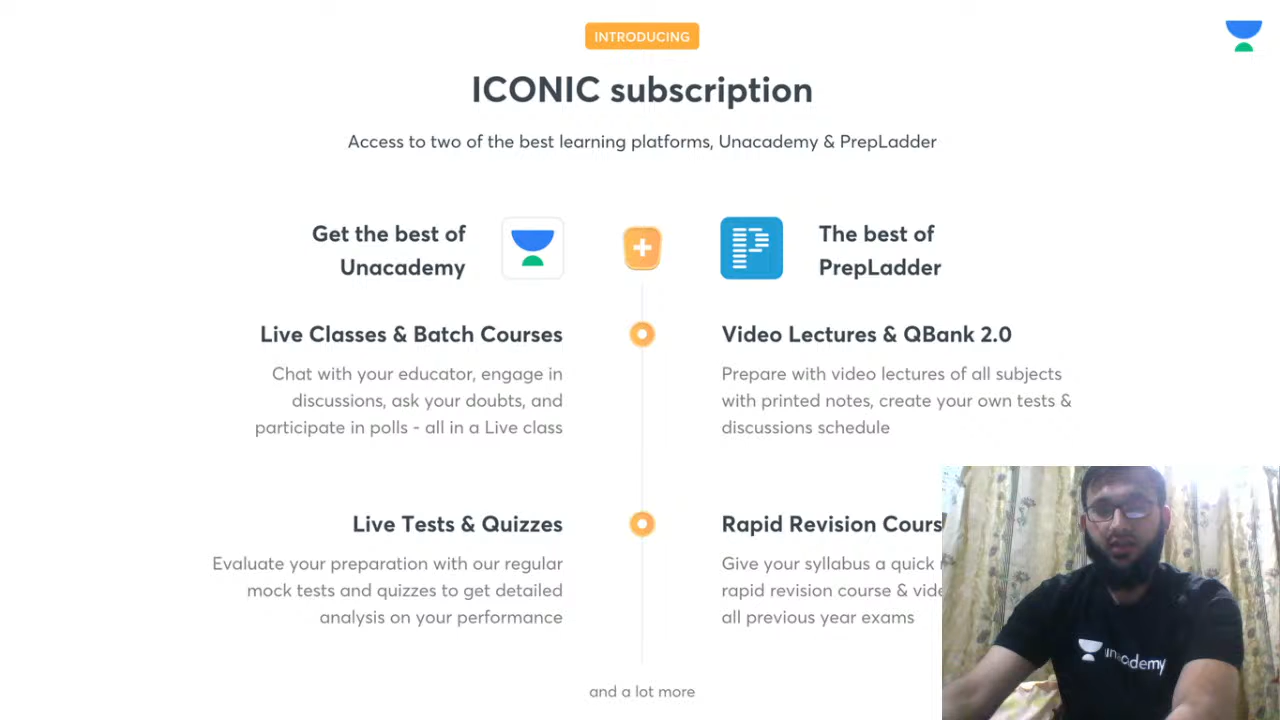 INTRODUCING
ICONIC subscription
Access to two of the best learning platforms, Unacademy & PrepLadder
Get the best of
Unacademy
The best of
PrepLadder
Live Classes & Batch Courses
Chat with your educator, engage in
discussions, ask your doubts, and
participate in polls - all in a Live class
Video Lectures & QBank 2.0
Prepare with video lectures of all subjects
with printed notes, create your own tests &
discussions schedule
Live Tests & Quizzes
Evaluate your preparation with our regular
mock tests and quizzes to get detailed
analysis on your performance
Rapid Revision
Give your syllabus a quick
rapid revision course &
all previous year exams
and a lot more
unacademy